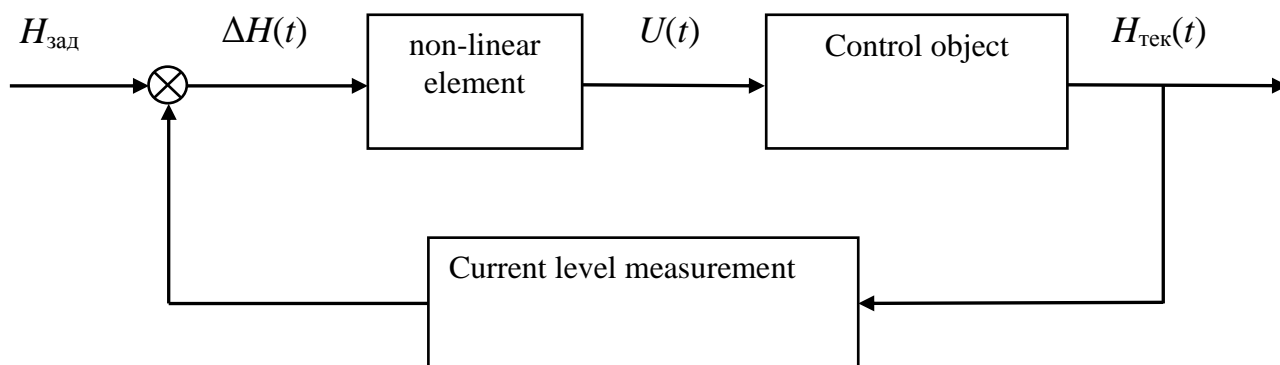 Hзад
ΔH(t)
non-linear
element
U(t)
Control object
Hтек(t)
Current level measurement